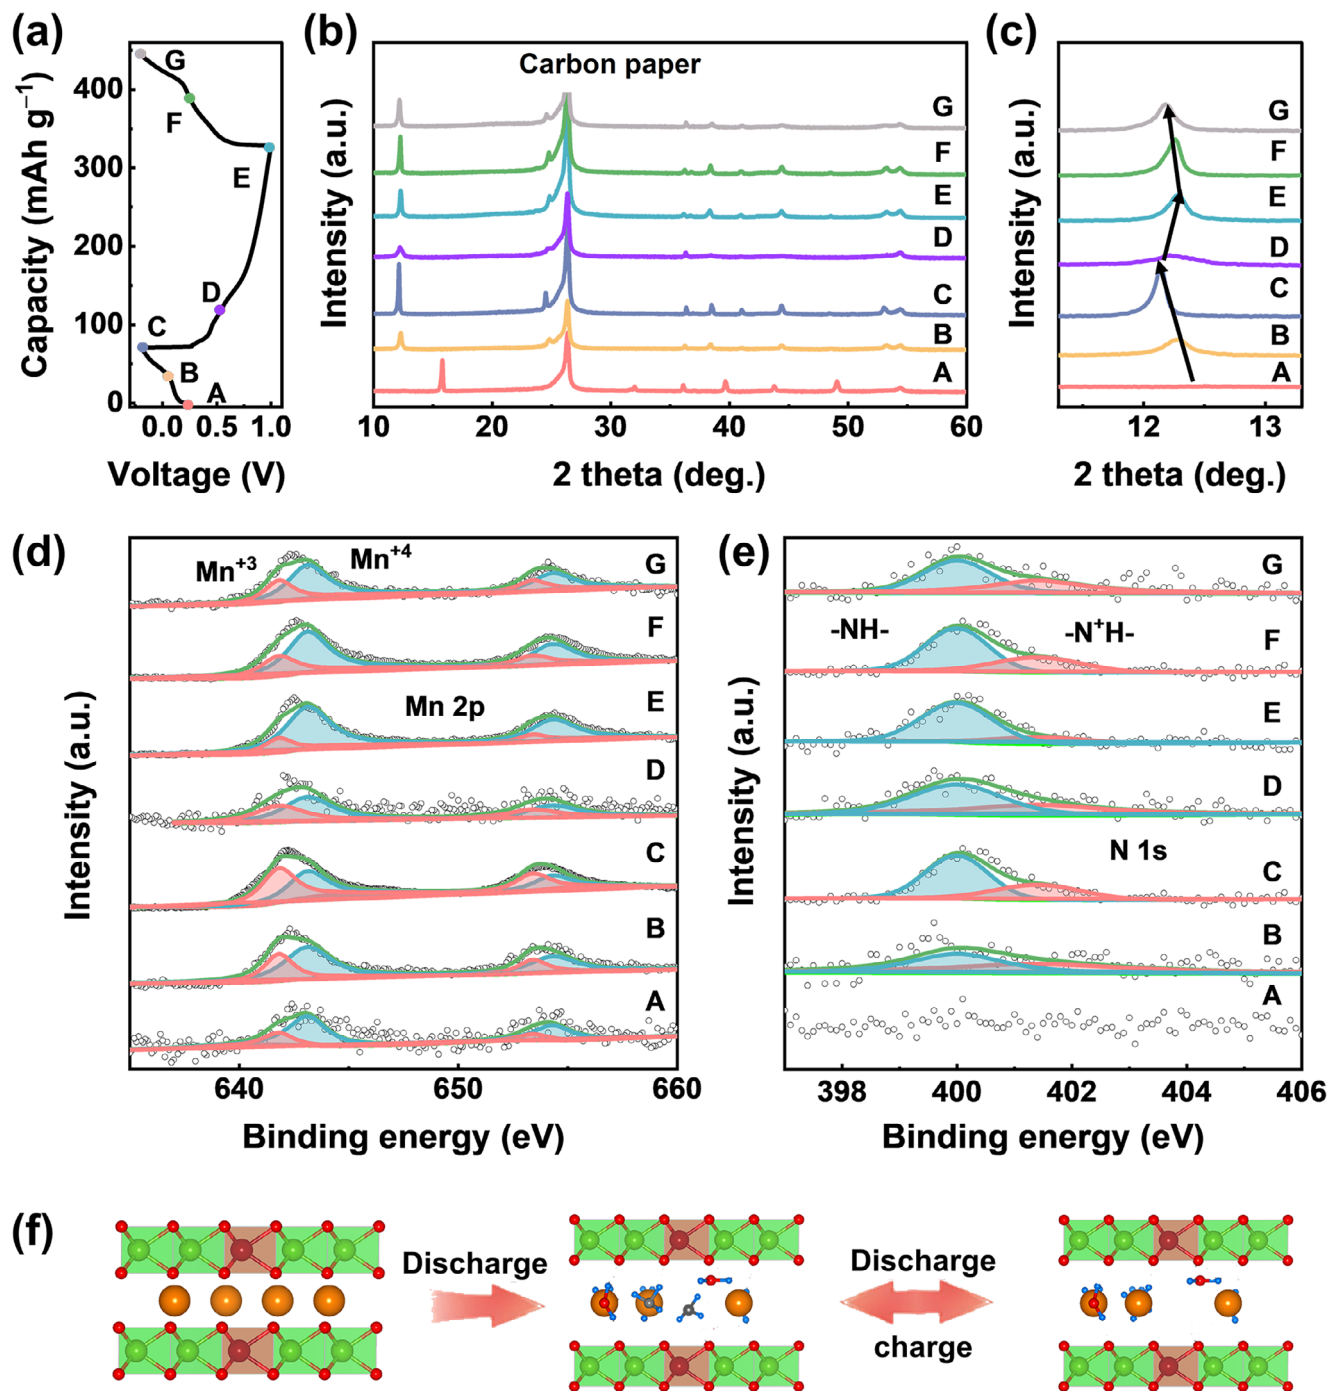 (a)
Capacity (mAh g⁻¹)
400
300
200
100
0
G
F
E
D
C
B
A
0.0 0.5 1.0
Voltage (V)
(b)
Carbon paper
Intensity (a.u.)
G
F
E
D
C
B
A
10 20 30 40 50 60
2 theta (deg.)
(c)
Intensity (a.u.)
G
F
E
D
C
B
A
12 13
2 theta (deg.)
(d)
Mn⁺³ Mn⁺⁴
Mn 2p
Intensity (a.u.)
G
F
E
D
C
B
A
640 650 660
Binding energy (eV)
(e)
-NH- -N⁺H-
N 1s
Intensity (a.u.)
G
F
E
D
C
B
A
398 400 402 404 406
Binding energy (eV)
(f)
Discharge
Discharge
charge